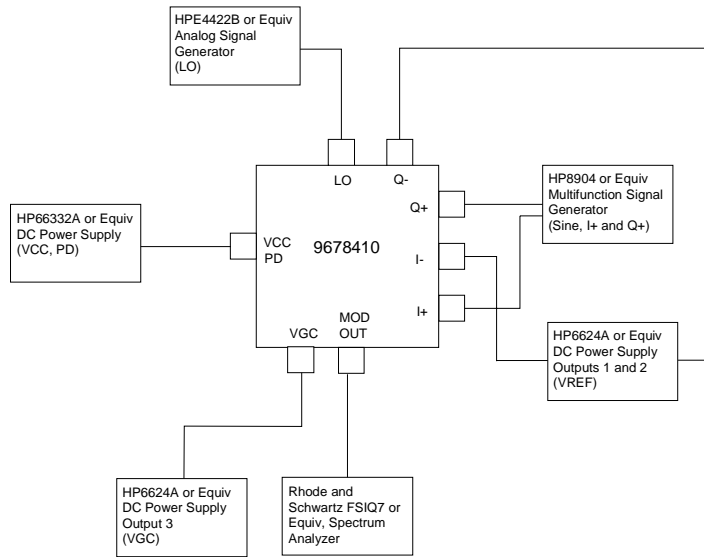 HPE4422B or Equiv
Analog Signal
Generator
(LO)
LO
Q-
Q+
HP8904 or Equiv
Multifunction Signal
Generator
(Sine, I+ and Q+)
HP66332A or Equiv
DC Power Supply
(VCC, PD)
VCC
PD
9678410
I-
I+
MOD
OUT
VGC
HP6624A or Equiv
DC Power Supply
Outputs 1 and 2
(VREF)
HP6624A or Equiv
DC Power Supply
Output 3
(VGC)
Rhode and
Schwartz FSIQ7 or
Equiv, Spectrum
Analyzer